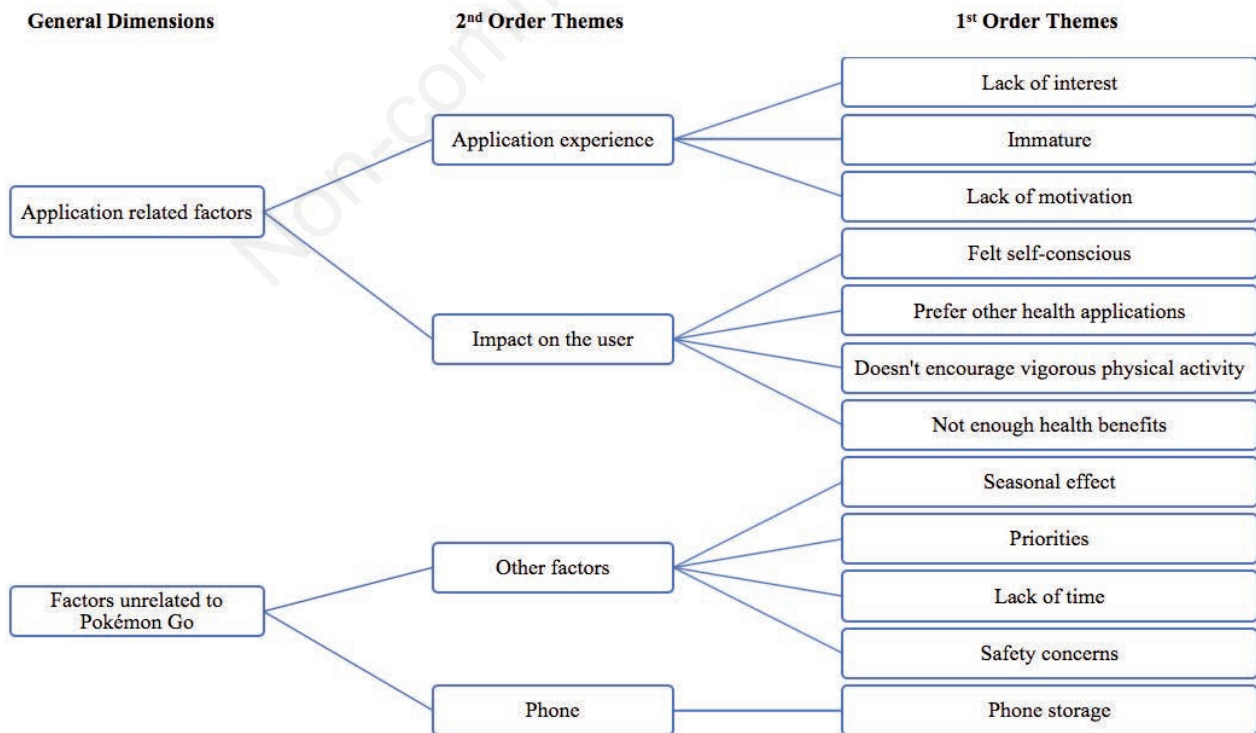 General Dimensions
2nd Order Themes
1st Order Themes
Lack of interest
Application experience
Immature
Lack of motivation
Application related factors
Felt self-conscious
Prefer other health applications
Impact on the user
Doesn't encourage vigorous physical activity
Not enough health benefits
Seasonal effect
Priorities
Other factors
Lack of time
Factors unrelated to
Pokémon Go
Safety concerns
Phone
Phone storage